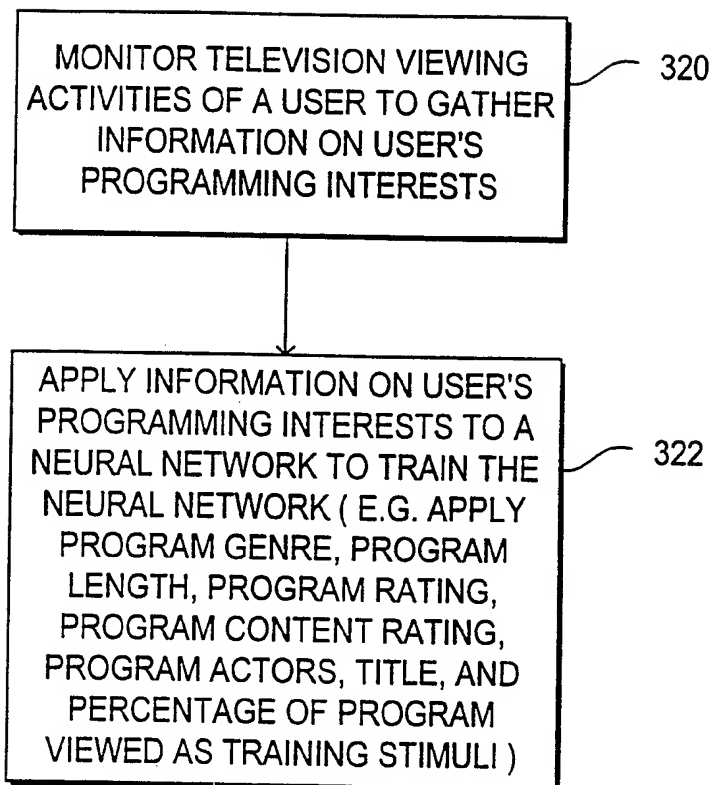 MONITOR TELEVISION VIEWING
ACTIVITIES OF A USER TO GATHER
INFORMATION ON USER'S
PROGRAMMING INTERESTS
320
APPLY INFORMATION ON USER'S
PROGRAMMING INTERESTS TO A
NEURAL NETWORK TO TRAIN THE
NEURAL NETWORK ( E.G. APPLY
PROGRAM GENRE, PROGRAM
LENGTH, PROGRAM RATING,
PROGRAM CONTENT RATING,
PROGRAM ACTORS, TITLE, AND
PERCENTAGE OF PROGRAM
VIEWED AS TRAINING STIMULI )
322